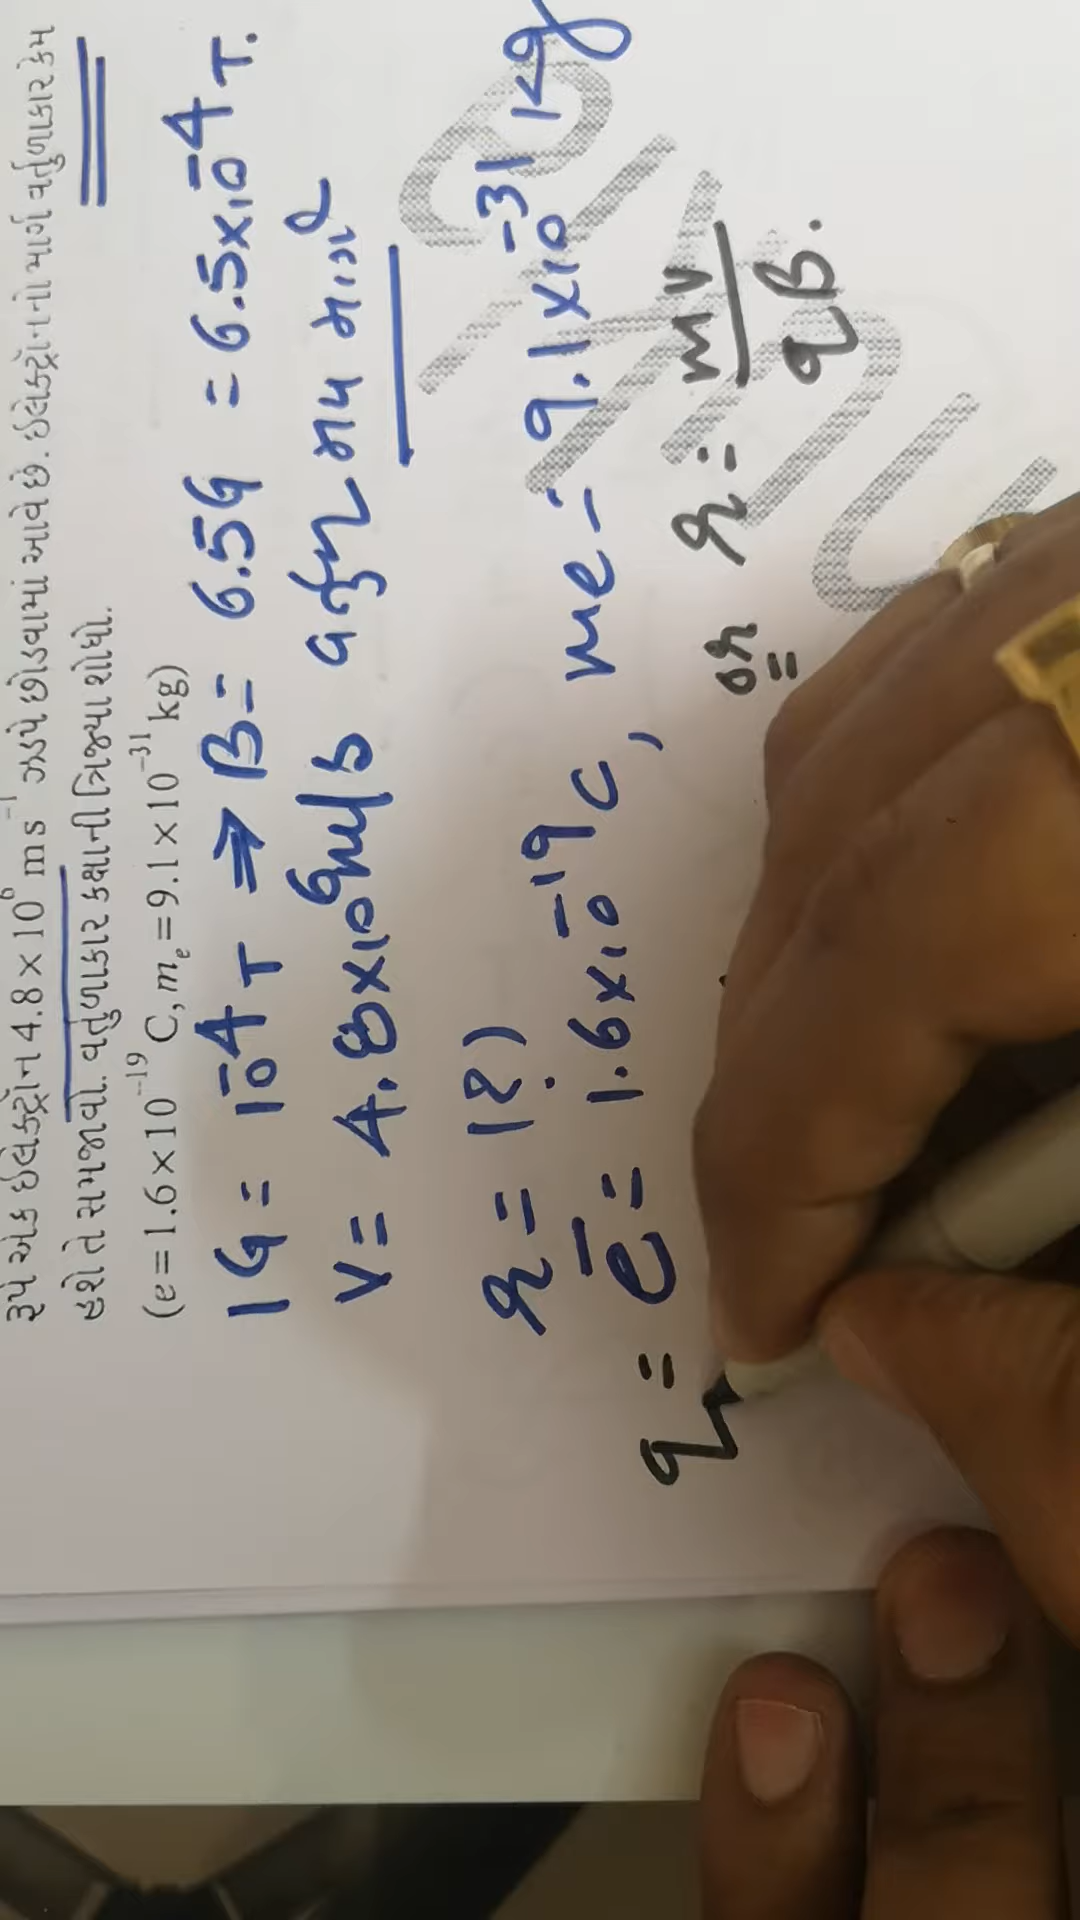 રૂપે એક ઇલેક્ટ્રોન 4.8 × 10⁶ m s⁻¹ ઝડપે છોડવામાં આવે છે. ઇલેક્ટ્રોનનો માર્ગ વર્તુળાકાર કેમ
હશે તે સમજાવો. વર્તુળાકાર કક્ષાની ત્રિજ્યા શોધો.
(e = 1.6 × 10⁻¹⁹ C, mₑ = 9.1 × 10⁻³¹ kg)
1G = 10⁻⁴ T ⇒ B = 6.5G = 6.5×10⁻⁴ T.
V = 4.8×10⁶ m/s વર્તુળમય માર્ગ
r = (?)
q = e⁻ = 1.6×10⁻¹⁹ C, me = 9.1×10⁻³¹ kg
or r = mv/qB.